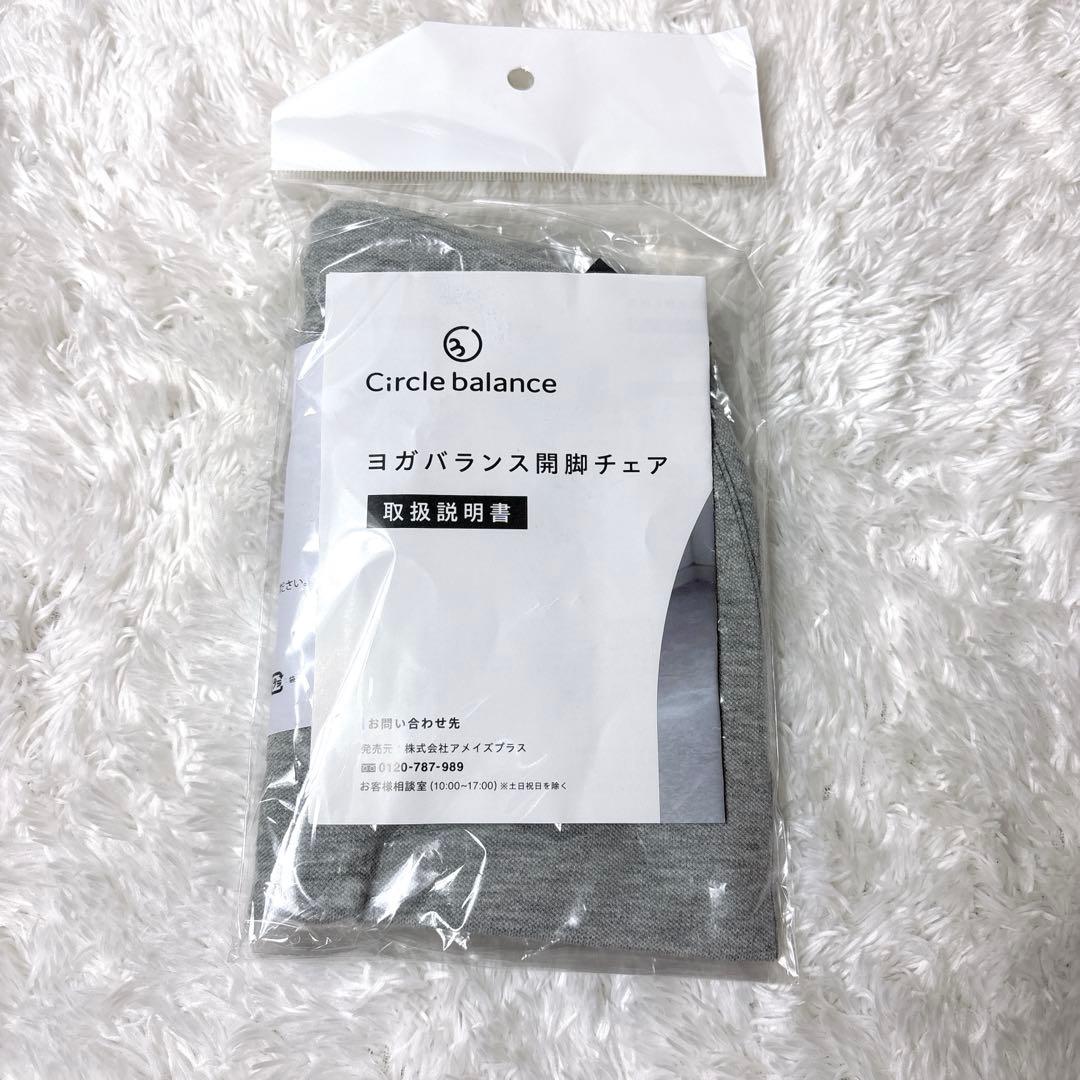 Circle balance
ヨガバランス開脚チェア
取扱説明書
ださい。
お問い合わせ先
発売元：株式会社アメイズプラス
0120-787-989
お客様相談室 (10:00~17:00) ※土日祝日を除く